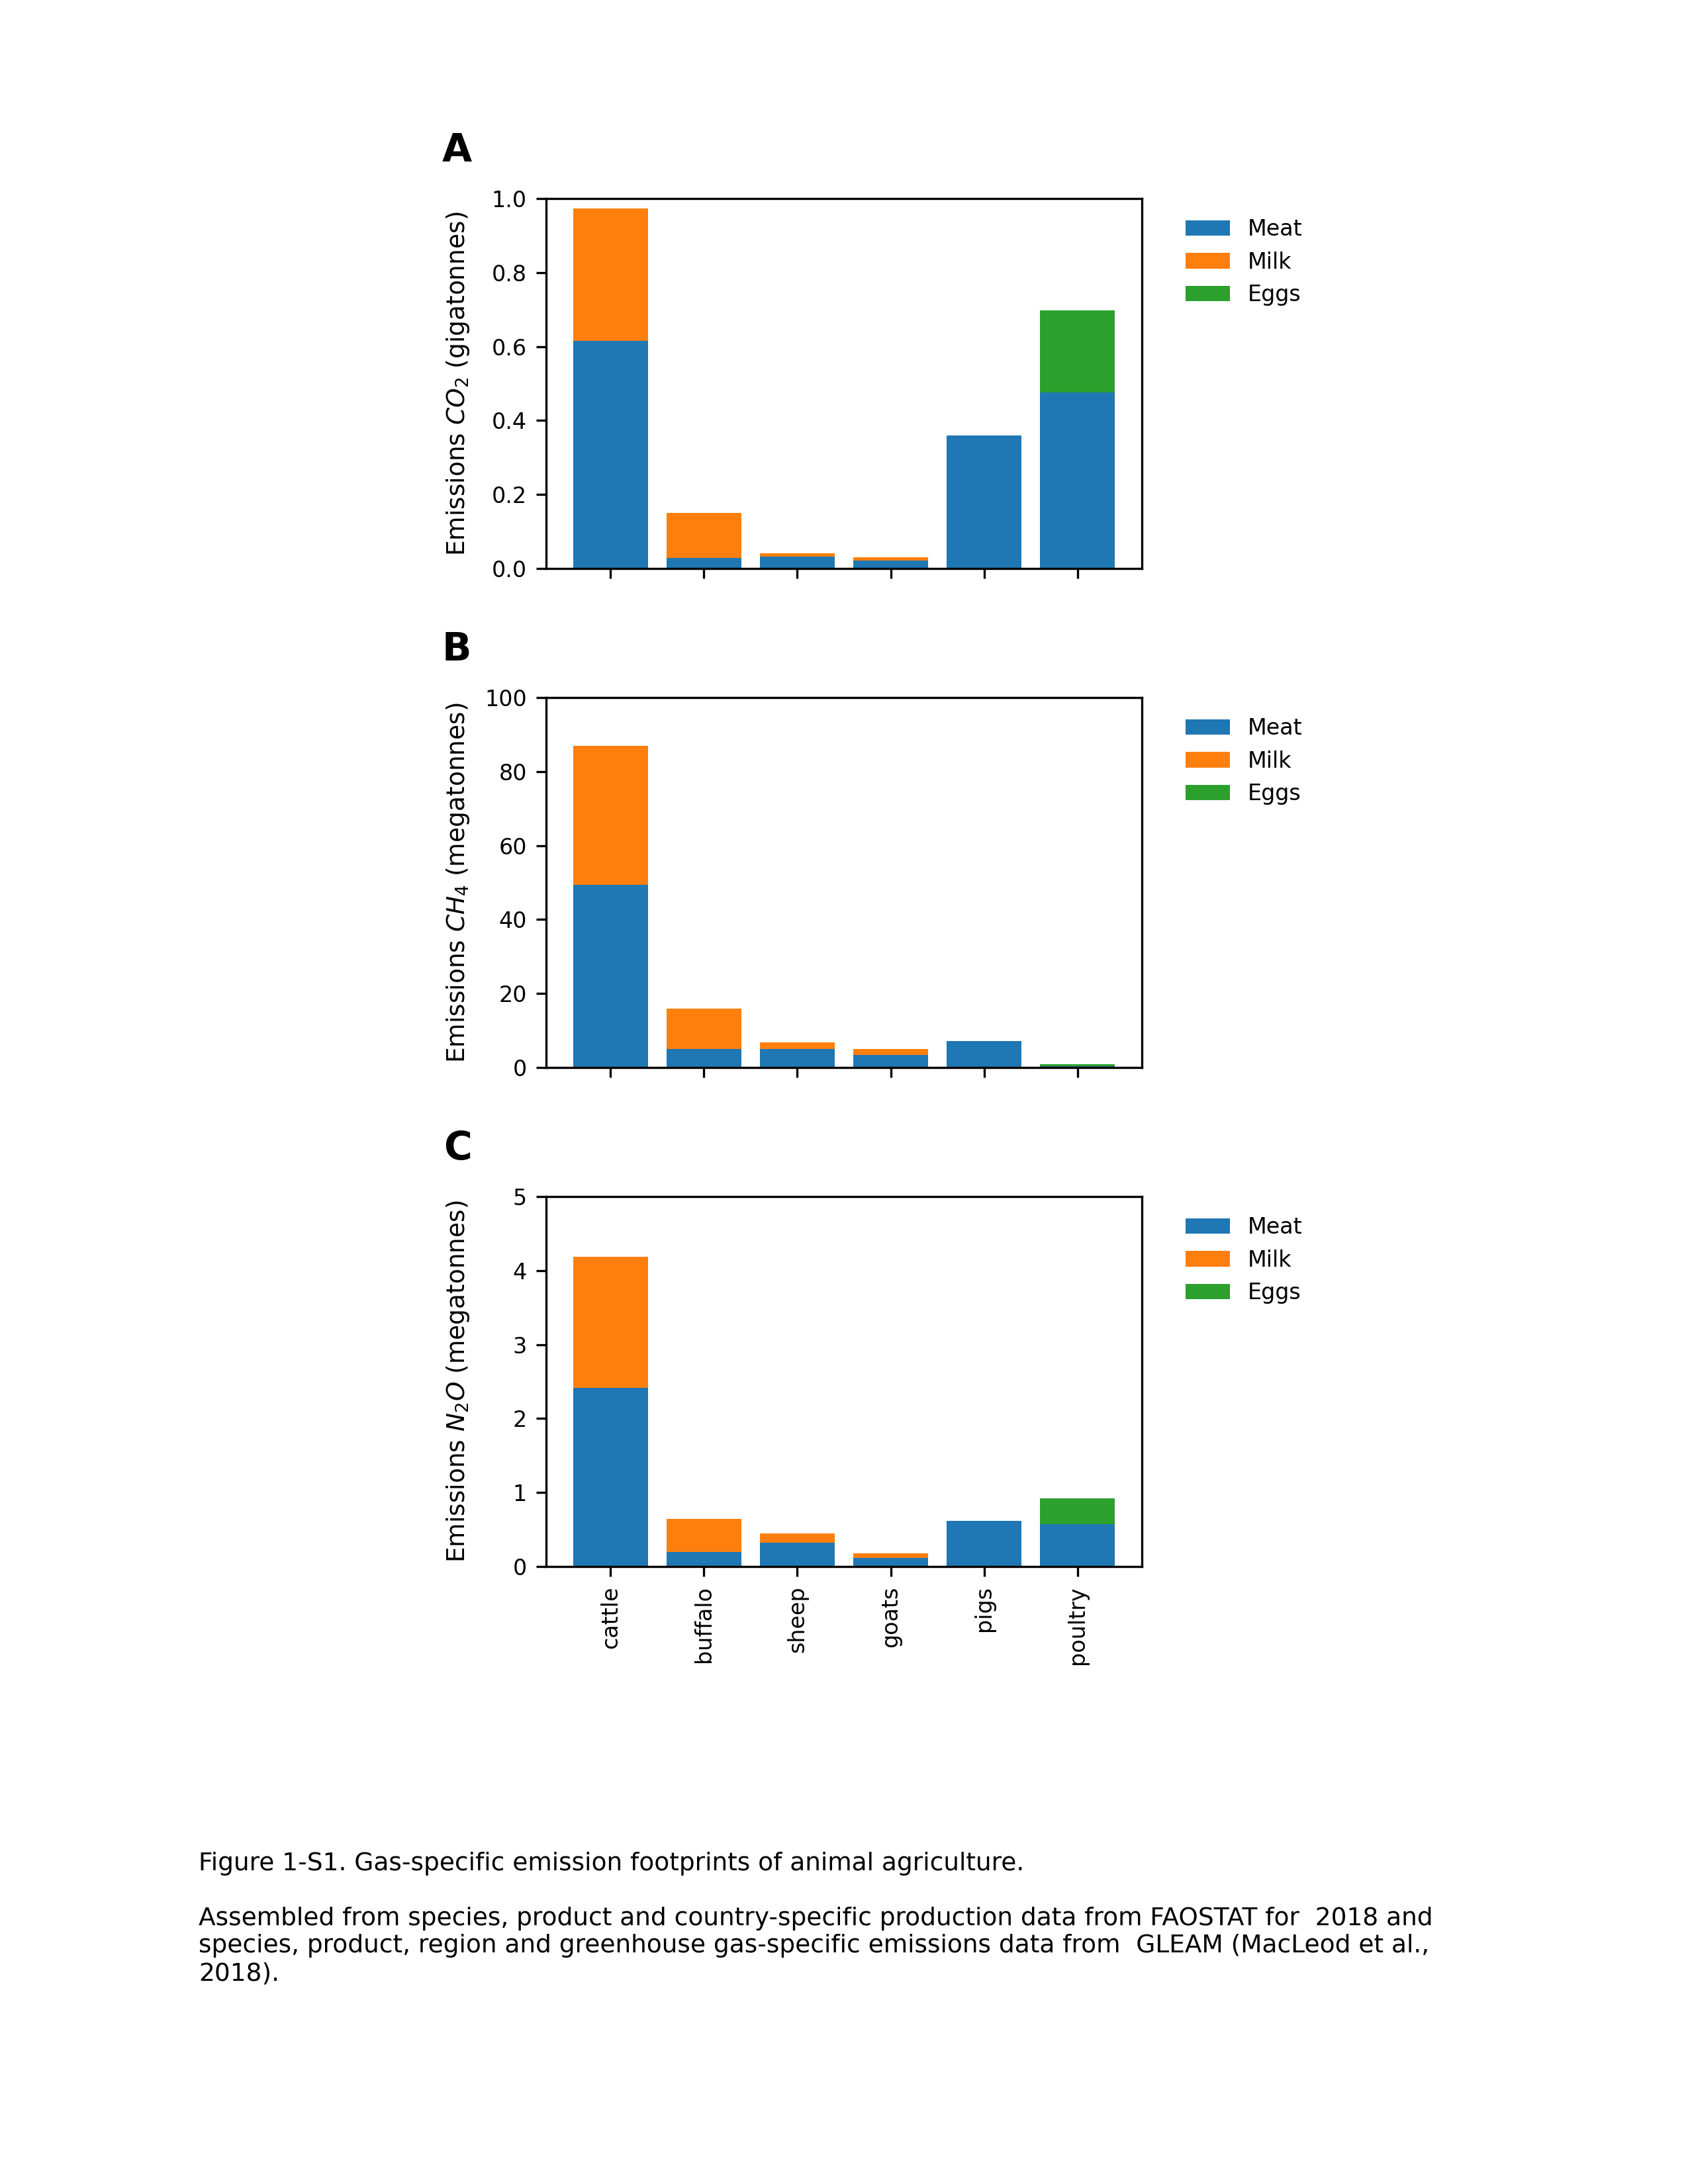 A
Emissions CO2 (gigatonnes)
1.0
0.8
0.6
0.4
0.2
0.0
Meat
Milk
Eggs
B
Emissions CH4 (megatonnes)
100
80
60
40
20
0
Meat
Milk
Eggs
C
Emissions N2O (megatonnes)
5
4
3
2
1
0
Meat
Milk
Eggs
cattle
buffalo
sheep
goats
pigs
poultry
Figure 1-S1. Gas-specific emission footprints of animal agriculture.
Assembled from species, product and country-specific production data from FAOSTAT for  2018 and
species, product, region and greenhouse gas-specific emissions data from  GLEAM (MacLeod et al.,
2018).